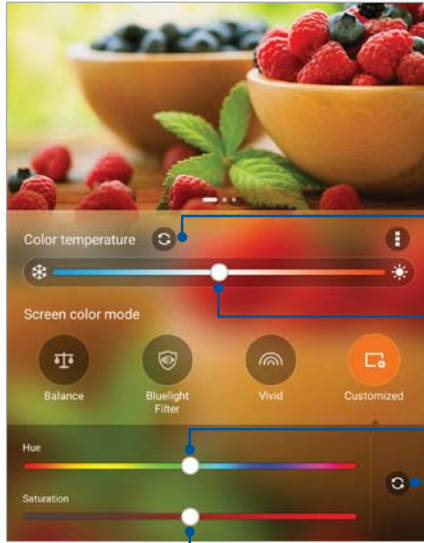 Color temperature
Screen color mode
Balance
Bluelight
Filter
Vivid
Customized
Hue
Saturation